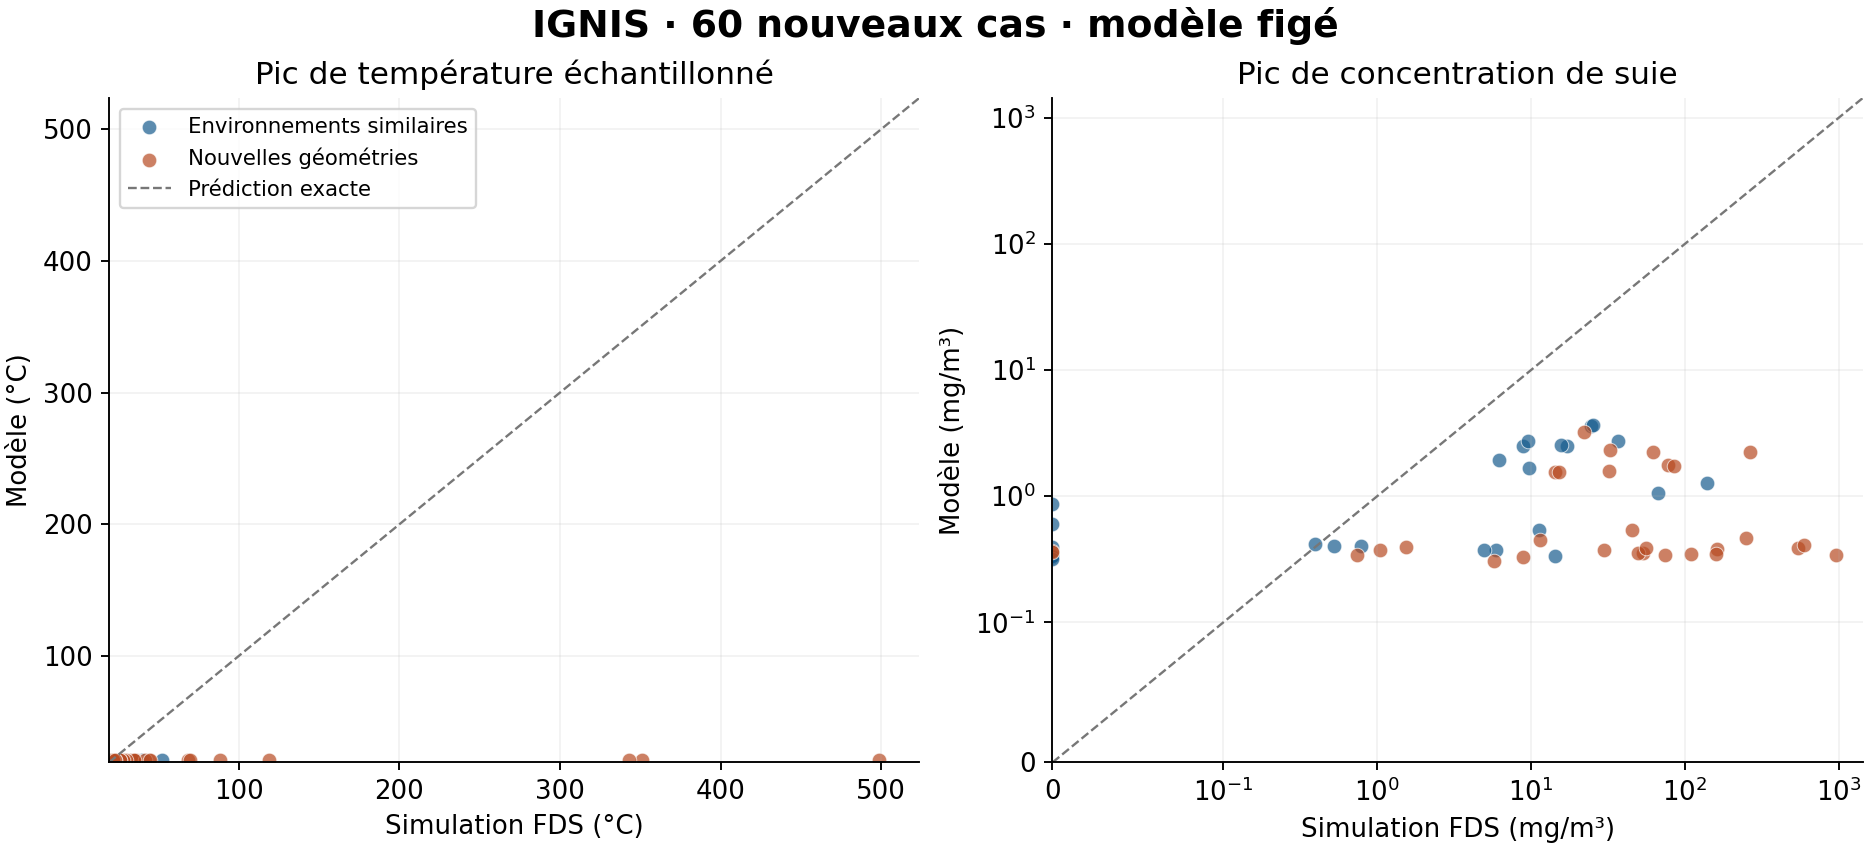 IGNIS · 60 nouveaux cas · modèle figé
Pic de température échantillonné
500
400
300
200
100
Modèle (°C)
Environnements similaires
Nouvelles géométries
Prédiction exacte
100 200 300 400 500
Simulation FDS (°C)
Pic de concentration de suie
10³
10²
10¹
10⁰
10⁻¹
0
Modèle (mg/m³)
0 10⁻¹ 10⁰ 10¹ 10² 10³
Simulation FDS (mg/m³)